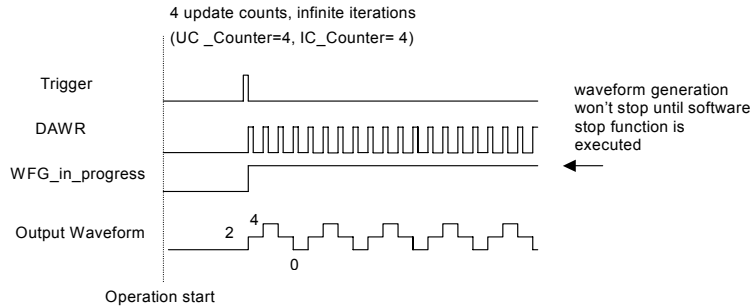 4 update counts, infinite iterations
(UC _Counter=4, IC_Counter= 4)
Trigger
waveform generation
won't stop until software
stop function is
executed
DAWR
WFG_in_progress
Output Waveform
2
4
0
Operation start